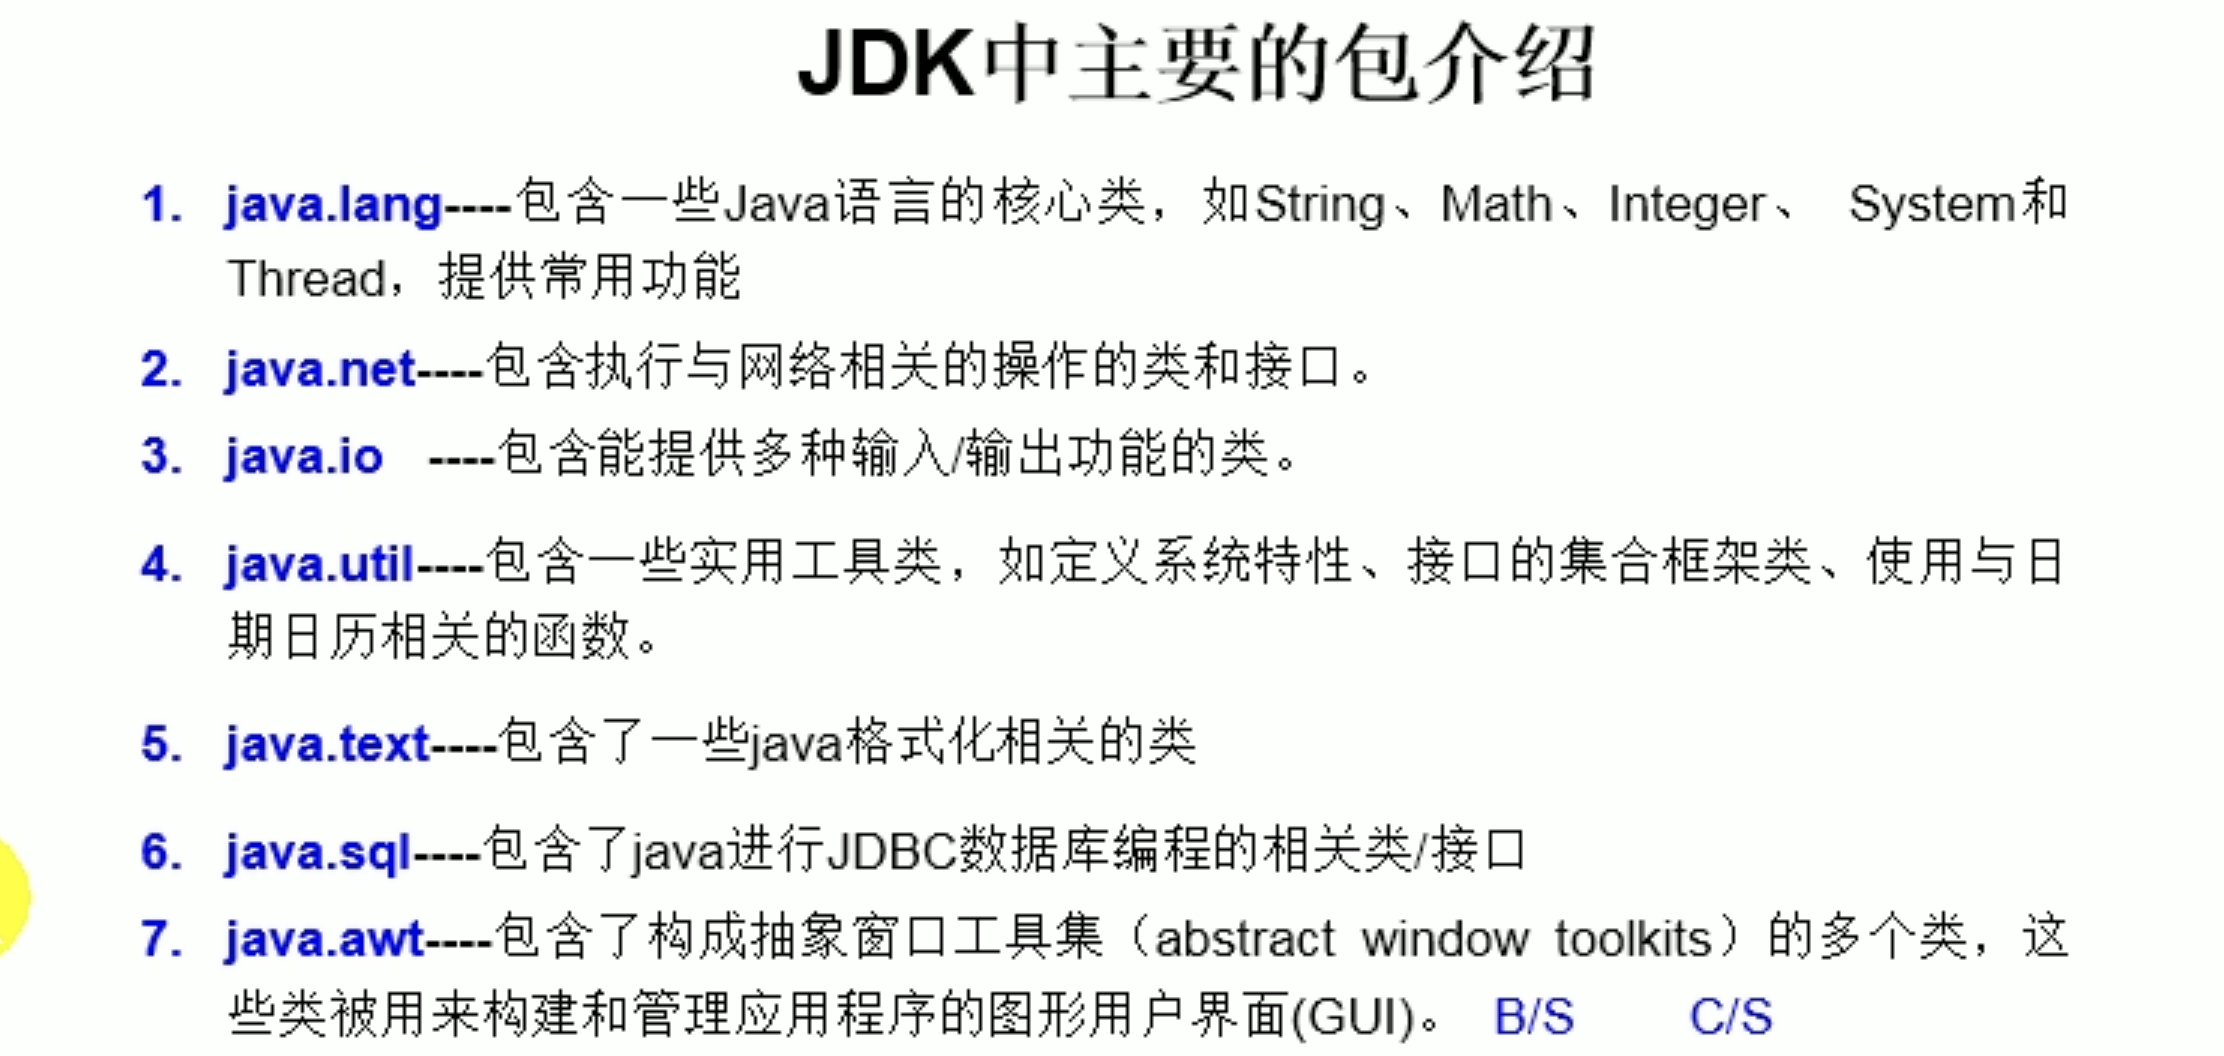 JDK中主要的包介绍
1. java.lang----包含一些Java语言的核心类，如String、Math、Integer、 System和
Thread，提供常用功能
2. java.net----包含执行与网络相关的操作的类和接口。
3. java.io ----包含能提供多种输入/输出功能的类。
4. java.util----包含一些实用工具类，如定义系统特性、接口的集合框架类、使用与日
期日历相关的函数。
5. java.text----包含了一些java格式化相关的类
6. java.sql----包含了java进行JDBC数据库编程的相关类/接口
7. java.awt----包含了构成抽象窗口工具集（abstract window toolkits）的多个类，这
些类被用来构建和管理应用程序的图形用户界面(GUI)。 B/S C/S